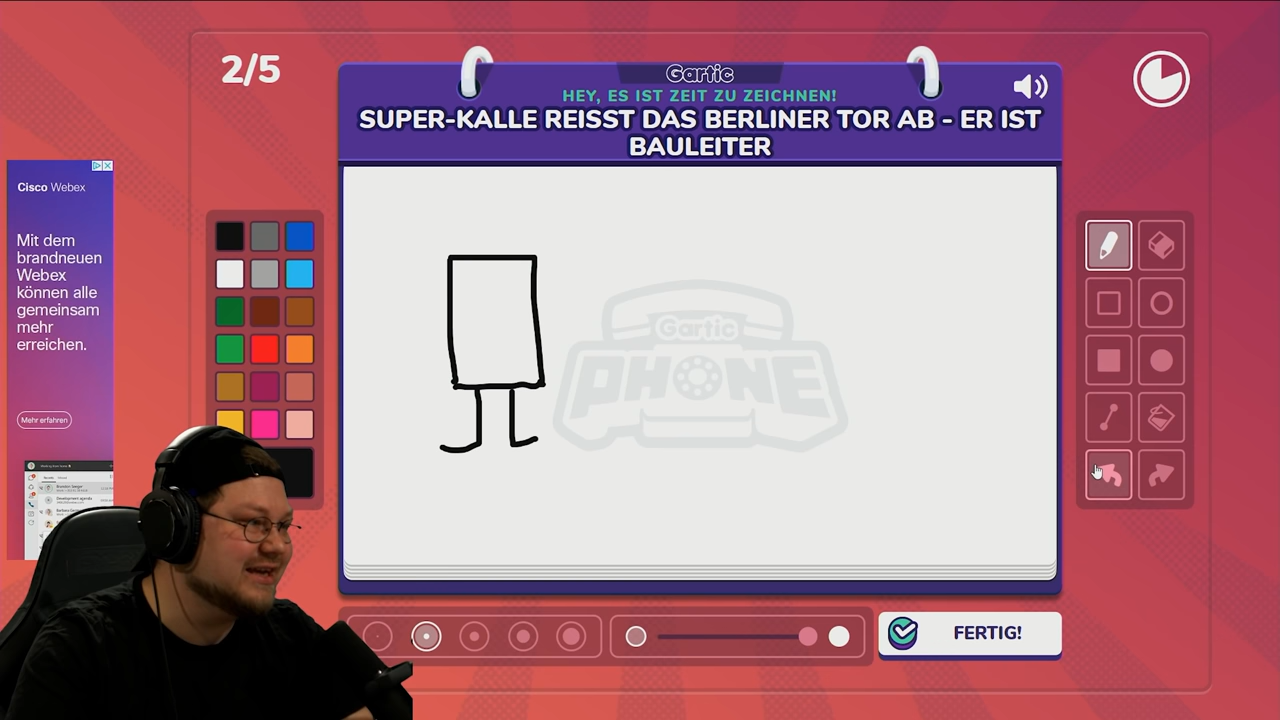 2/5
Gartic
HEY, ES IST ZEIT ZU ZEICHNEN!
SUPER-KALLE REISST DAS BERLINER TOR AB - ER IST
BAULEITER
Cisco Webex
Mit dem
brandneuen
Webex
können alle
gemeinsam
mehr
erreichen.
Mehr erfahren
Gartic
PHONE
FERTIG!